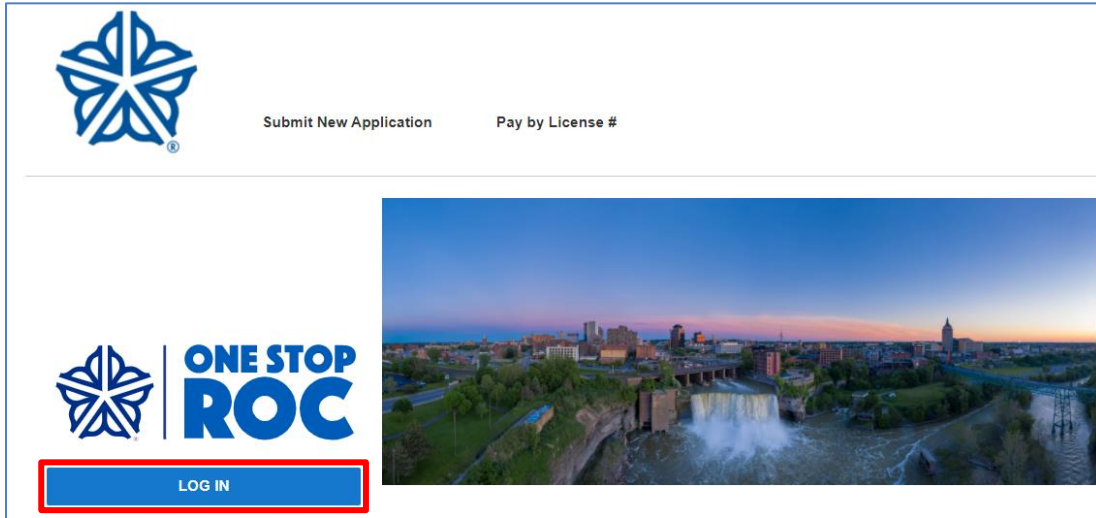 Submit New Application Pay by License #
®
ONE STOP
ROC
LOG IN